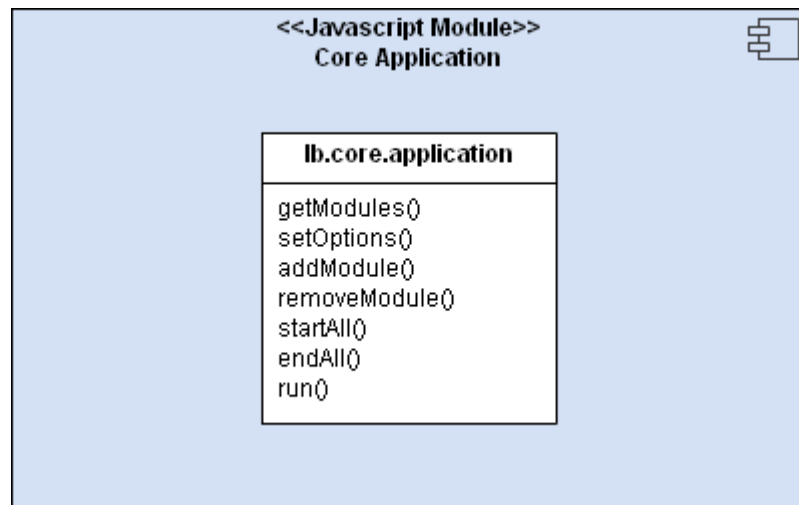 <<Javascript Module>>
Core Application
lb.core.application
getModules()
setOptions()
addModule()
removeModule()
startAll()
endAll()
run()